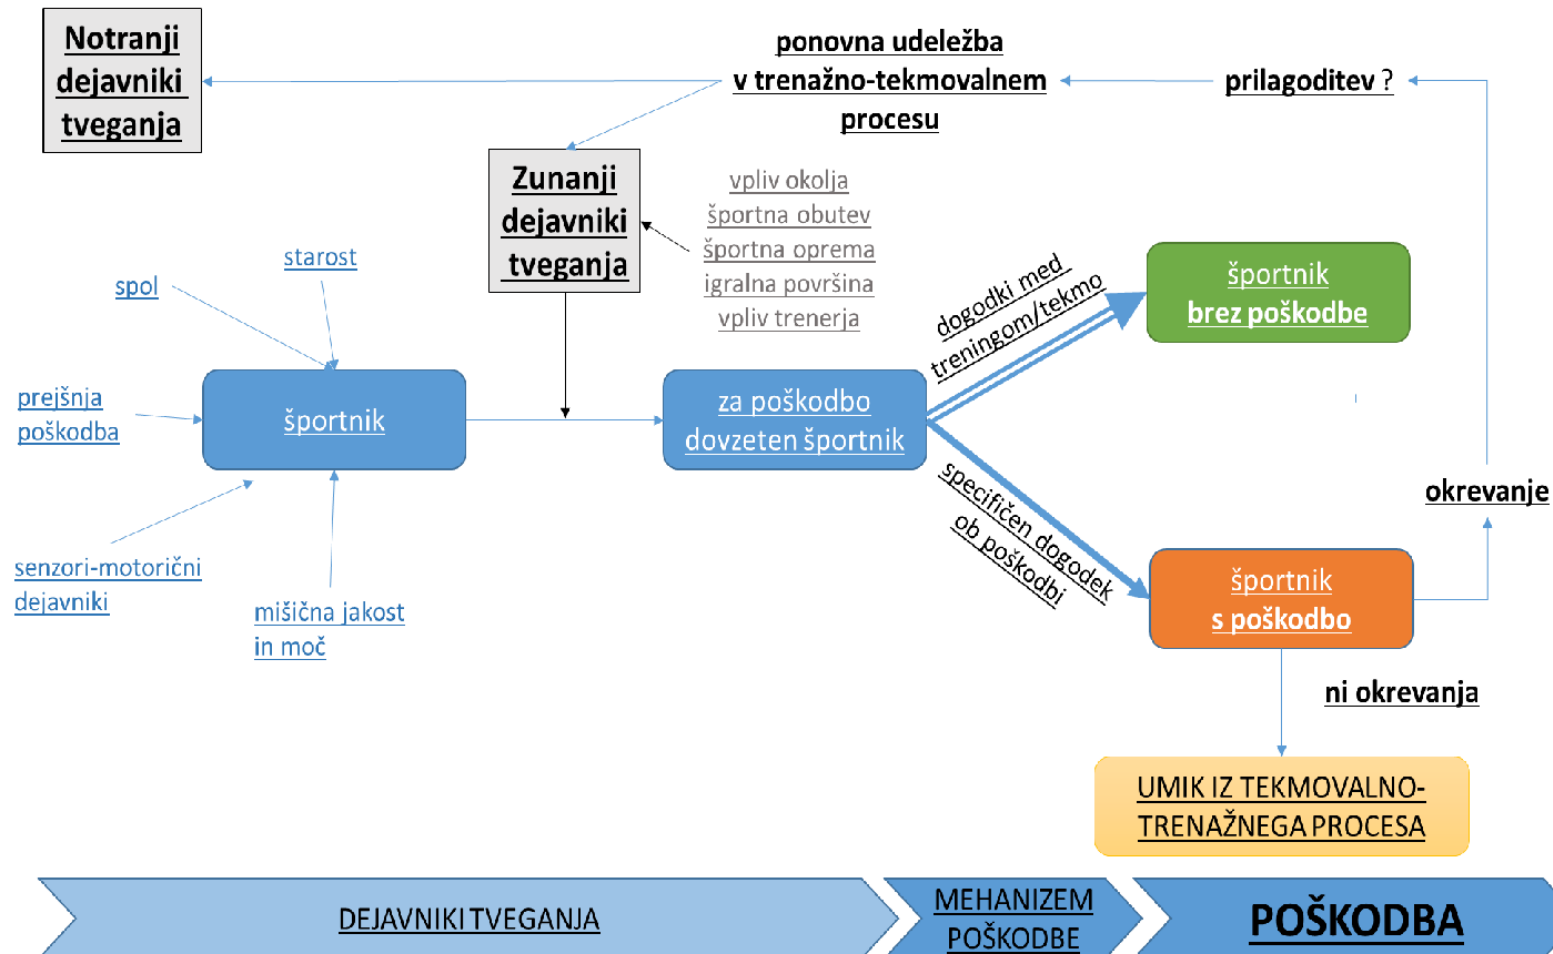 Notranji
dejavniki
tveganja
ponovna udeležba
v trenažno-tekmovalnem
procesu
prilagoditev ?
Zunanji
dejavniki
tveganja
vpliv okolja
športna obutev
športna oprema
igralna površina
vpliv trenerja
starost
spol
prejšnja
poškodba
športnik
senzori-motorični
dejavniki
mišična jakost
in moč
za poškodbo
dovzeten športnik
dogodki med
treningom/tekmo
športnik
brez poškodbe
specifičen dogodek
ob poškodbi
športnik
s poškodbo
okrevanje
ni okrevanja
UMIK IZ TEKMOVALNO-
TRENAŽNEGA PROCESA
DEJAVNIKI TVEGANJA
MEHANIZEM
POŠKODBE
POŠKODBA